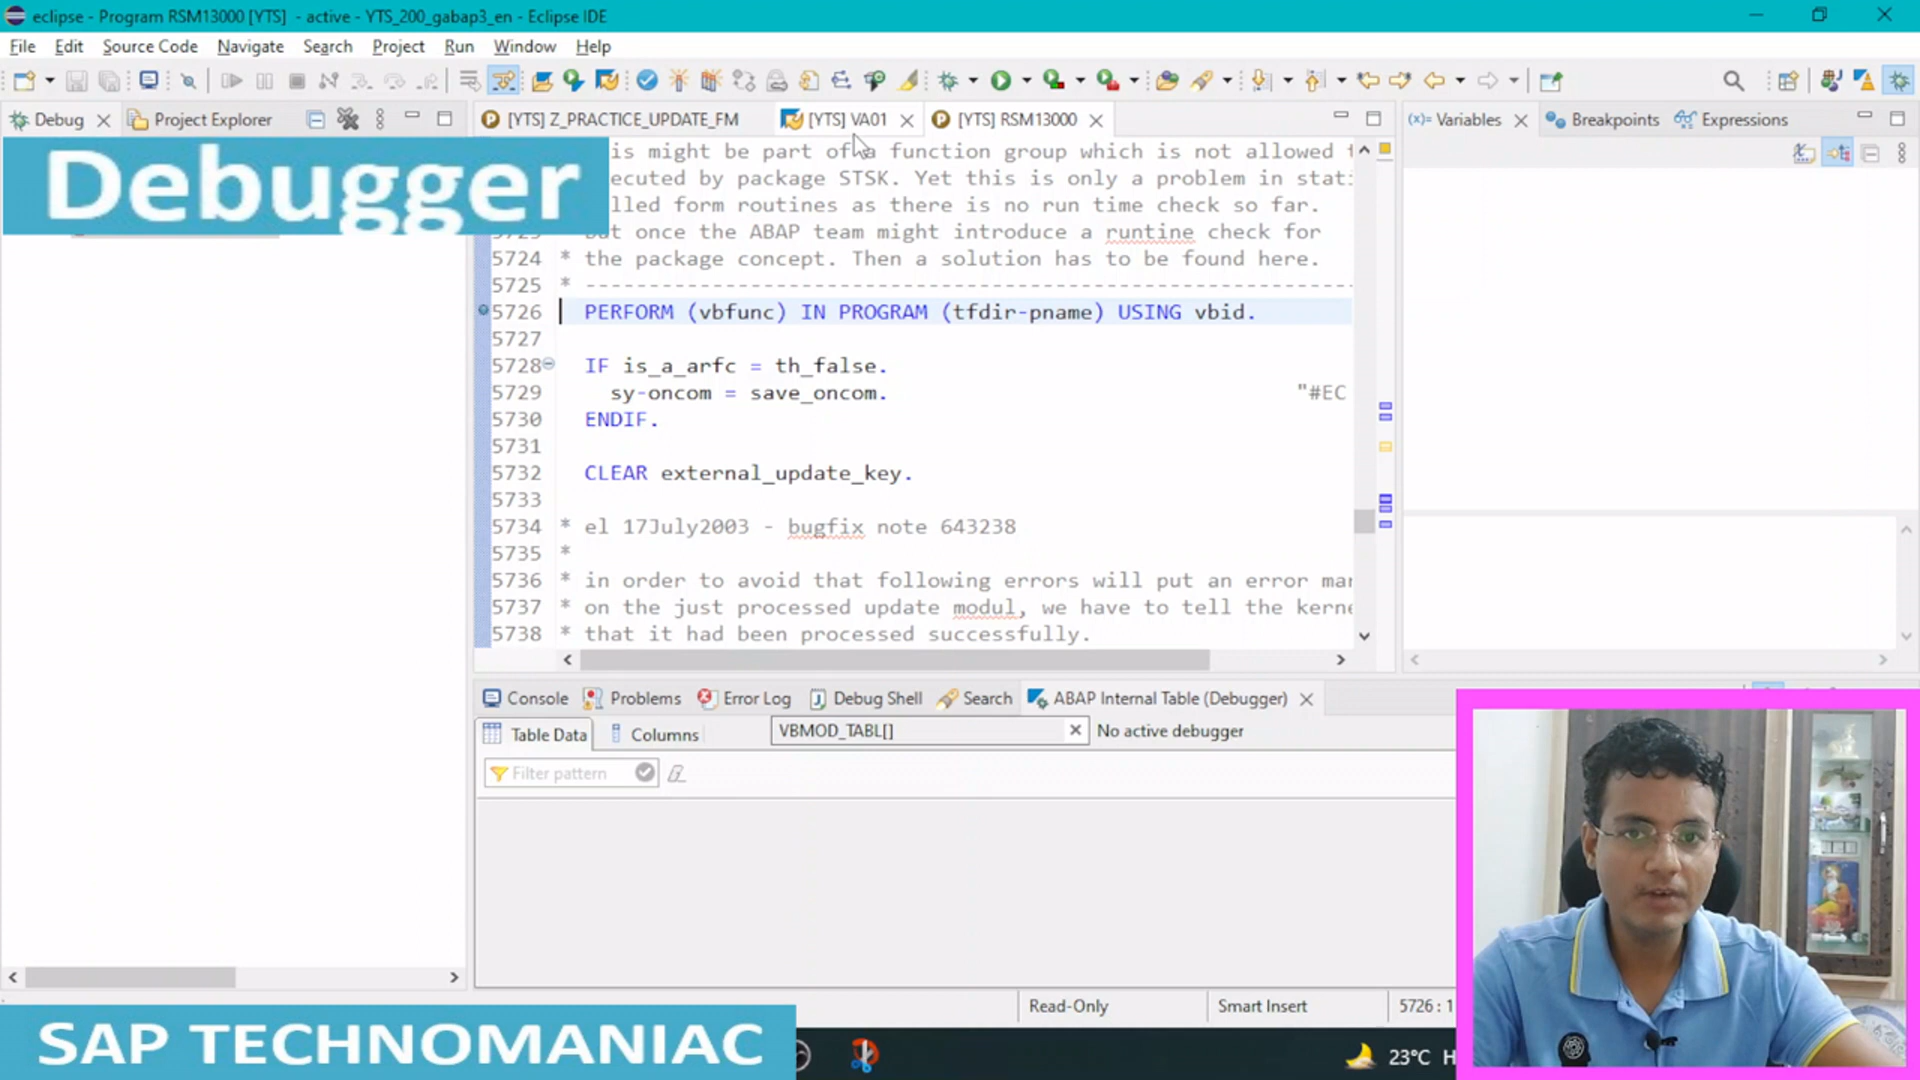 eclipse - Program RSM13000 [YTS] - active - YTS_200_gabap3_en - Eclipse IDE
File Edit Source Code Navigate Search Project Run Window Help
Debug Project Explorer [YTS] Z_PRACTICE_UPDATE_FM [YTS] VA01 [YTS] RSM13000 (x)= Variables Breakpoints Expressions
Debugger
is might be part of a function group which is not allowed
ecuted by package STSK. Yet this is only a problem in stati
lled form routines as there is no run time check so far.
but once the ABAP team might introduce a runtine check for
5724 * the package concept. Then a solution has to be found here.
5725 * ------------------------------------------------------------
5726 PERFORM (vbfunc) IN PROGRAM (tfdir-pname) USING vbid.
5727
5728 IF is_a_arfc = th_false.
5729 sy-oncom = save_oncom. "#EC
5730 ENDIF.
5731
5732 CLEAR external_update_key.
5733
5734 * el 17July2003 - bugfix note 643238
5735 *
5736 * in order to avoid that following errors will put an error mar
5737 * on the just processed update modul, we have to tell the kerne
5738 * that it had been processed successfully.
Console Problems Error Log Debug Shell Search ABAP Internal Table (Debugger)
Table Data Columns VBMOD_TABL[] No active debugger
Filter pattern
Read-Only Smart Insert 5726 : 1
SAP TECHNOMANIAC
23°C H